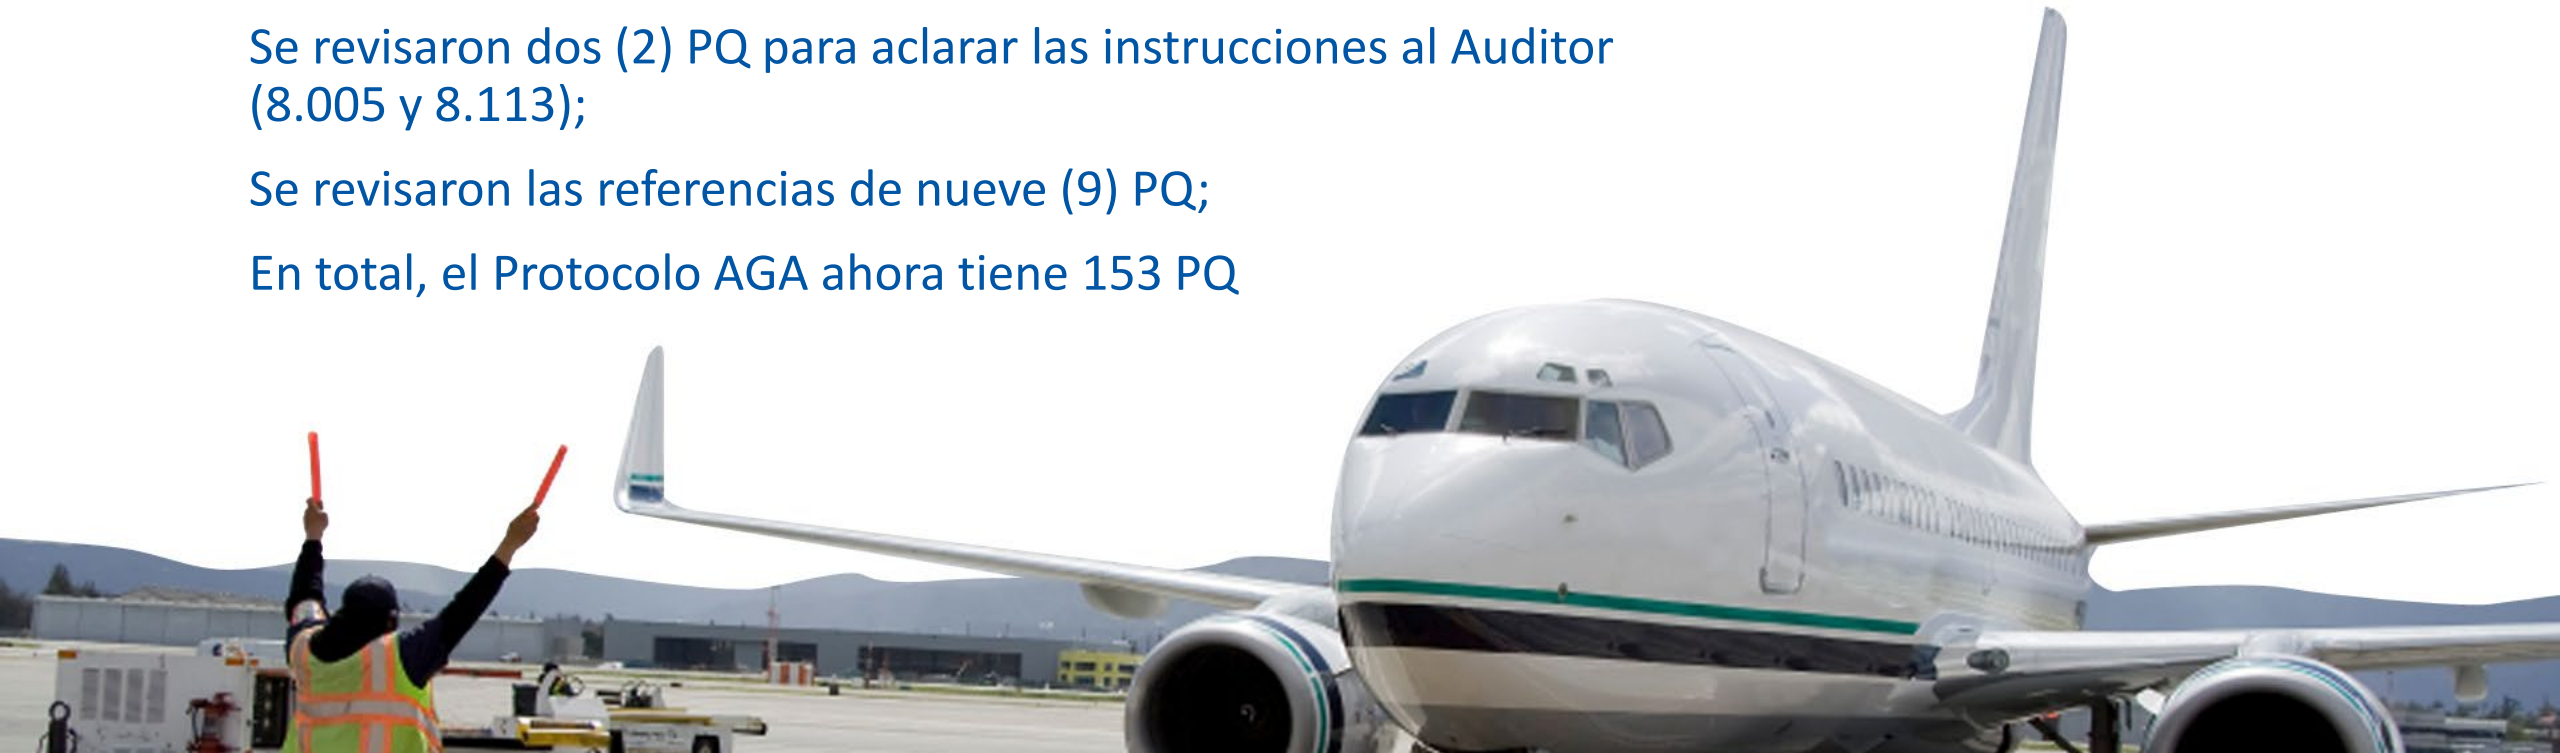 Se revisaron dos (2) PQ para aclarar las instrucciones al Auditor
(8.005 y 8.113);
Se revisaron las referencias de nueve (9) PQ;
En total, el Protocolo AGA ahora tiene 153 PQ